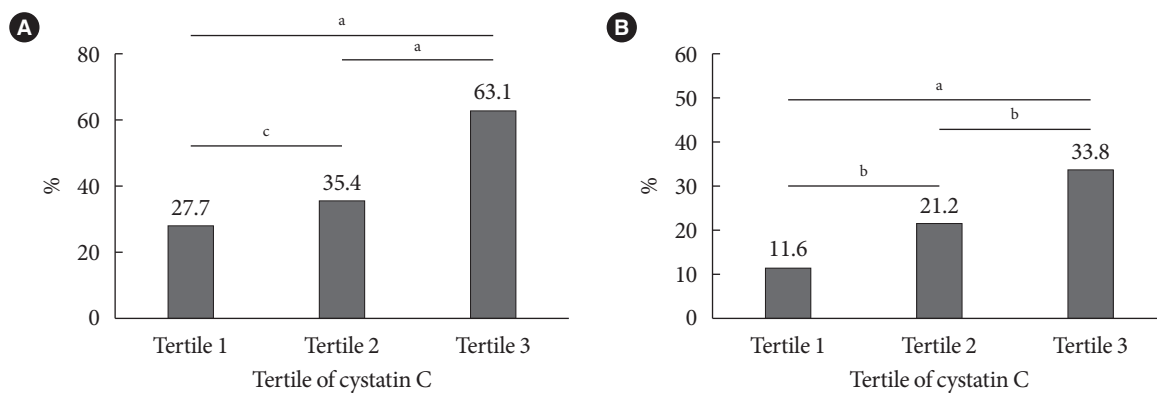 A
a
a
c
80
60
40
20
0
%
27.7
35.4
63.1
Tertile 1 Tertile 2 Tertile 3
Tertile of cystatin C
B
a
b
b
60
50
40
30
20
10
0
%
11.6
21.2
33.8
Tertile 1 Tertile 2 Tertile 3
Tertile of cystatin C